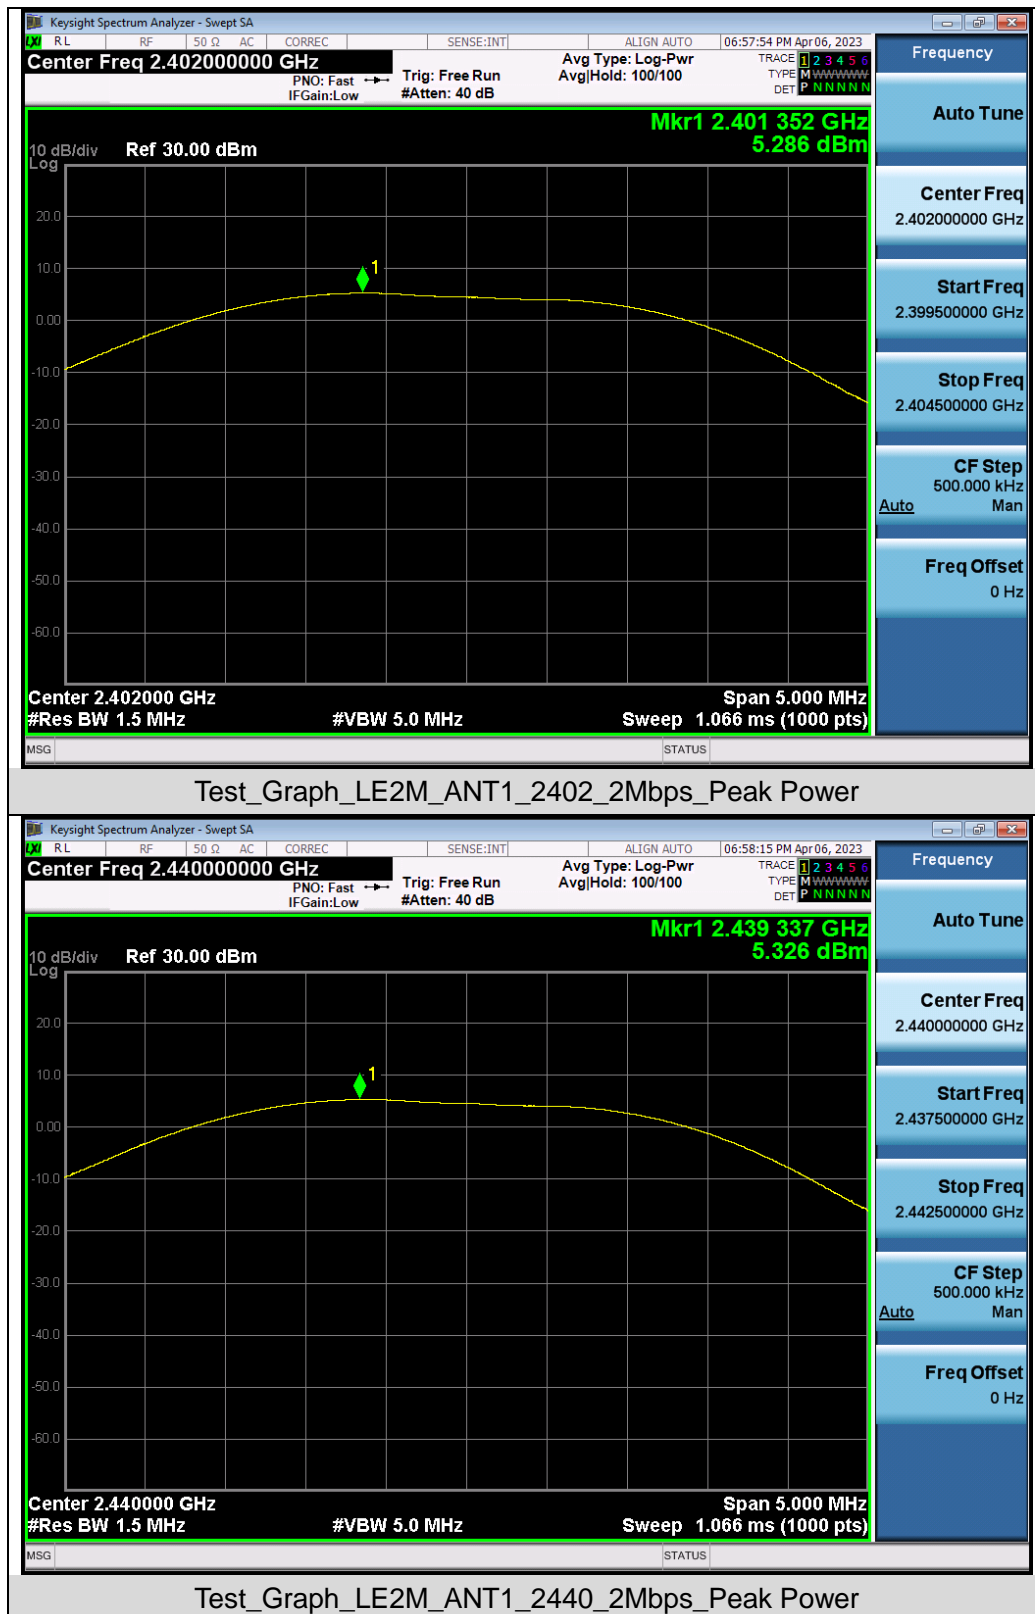 Keysight Spectrum Analyzer - Swept SA
LXI RL RF 50 Ω AC CORREC SENSE:INT ALIGN AUTO 06:57:54 PM Apr 06, 2023
Center Freq 2.402000000 GHz
PNO: Fast
IFGain:Low
Trig: Free Run
#Atten: 40 dB
Avg Type: Log-Pwr
Avg|Hold: 100/100
TRACE 1 2 3 4 5 6
TYPE M W W W W W
DET P N N N N N
Frequency
Mkr1 2.401 352 GHz
5.286 dBm
10 dB/div Ref 30.00 dBm
Log
20.0
10.0
0.00
-10.0
-20.0
-30.0
-40.0
-50.0
-60.0
1
Center 2.402000 GHz Span 5.000 MHz
#Res BW 1.5 MHz #VBW 5.0 MHz Sweep 1.066 ms (1000 pts)
MSG STATUS
Auto Tune
Center Freq
2.402000000 GHz
Start Freq
2.399500000 GHz
Stop Freq
2.404500000 GHz
CF Step
500.000 kHz
Auto Man
Freq Offset
0 Hz
Test_Graph_LE2M_ANT1_2402_2Mbps_Peak Power
Keysight Spectrum Analyzer - Swept SA
LXI RL RF 50 Ω AC CORREC SENSE:INT ALIGN AUTO 06:58:15 PM Apr 06, 2023
Center Freq 2.440000000 GHz
PNO: Fast
IFGain:Low
Trig: Free Run
#Atten: 40 dB
Avg Type: Log-Pwr
Avg|Hold: 100/100
TRACE 1 2 3 4 5 6
TYPE M W W W W W
DET P N N N N N
Frequency
Mkr1 2.439 337 GHz
5.326 dBm
10 dB/div Ref 30.00 dBm
Log
20.0
10.0
0.00
-10.0
-20.0
-30.0
-40.0
-50.0
-60.0
1
Center 2.440000 GHz Span 5.000 MHz
#Res BW 1.5 MHz #VBW 5.0 MHz Sweep 1.066 ms (1000 pts)
MSG STATUS
Auto Tune
Center Freq
2.440000000 GHz
Start Freq
2.437500000 GHz
Stop Freq
2.442500000 GHz
CF Step
500.000 kHz
Auto Man
Freq Offset
0 Hz
Test_Graph_LE2M_ANT1_2440_2Mbps_Peak Power